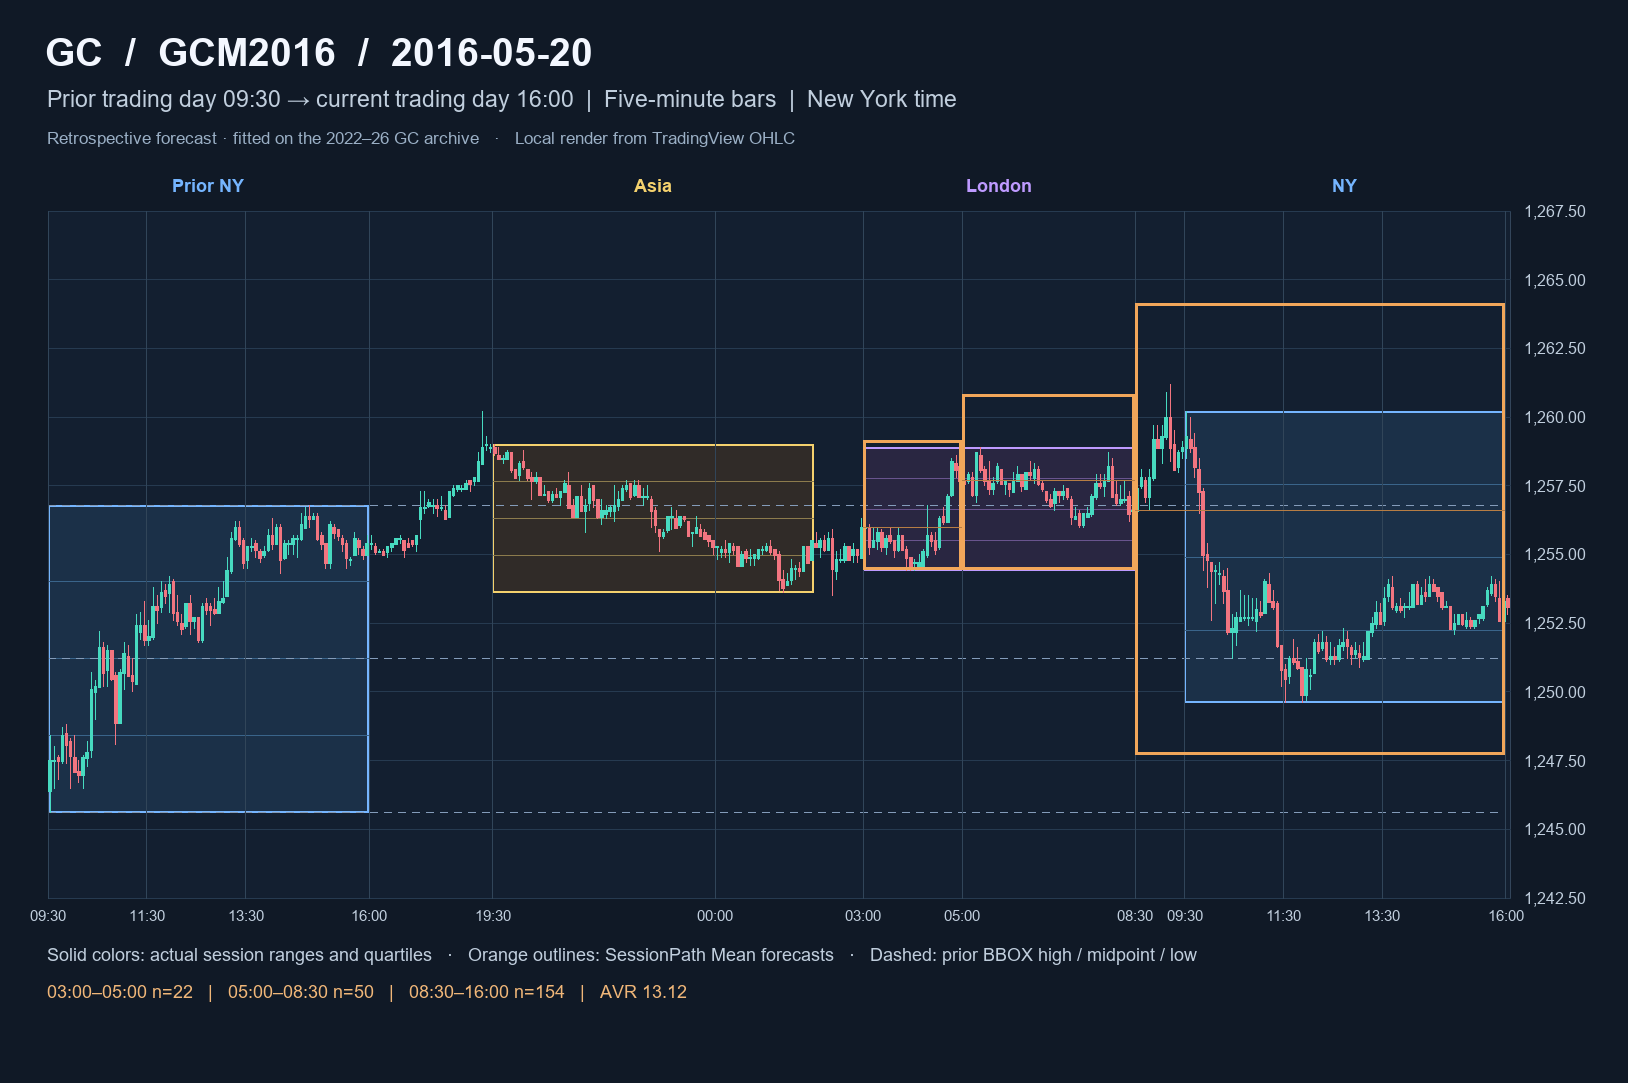 GC / GCM2016 / 2016-05-20
Prior trading day 09:30 → current trading day 16:00 | Five-minute bars | New York time
Retrospective forecast · fitted on the 2022–26 GC archive · Local render from TradingView OHLC
Prior NY Asia London NY
1,267.50
1,265.00
1,262.50
1,260.00
1,257.50
1,255.00
1,252.50
1,250.00
1,247.50
1,245.00
1,242.50
09:30 11:30 13:30 16:00 19:30 00:00 03:00 05:00 08:30 09:30 11:30 13:30 16:00
Solid colors: actual session ranges and quartiles · Orange outlines: SessionPath Mean forecasts · Dashed: prior BBOX high / midpoint / low
03:00–05:00 n=22 | 05:00–08:30 n=50 | 08:30–16:00 n=154 | AVR 13.12